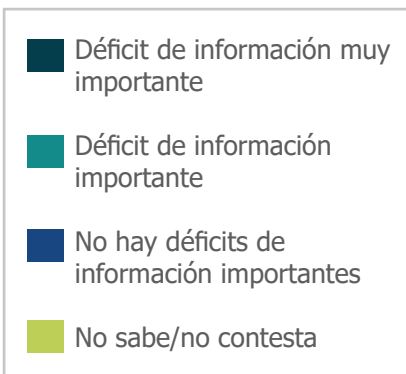 Déficit de información muy
importante
Déficit de información
importante
No hay déficits de
información importantes
No sabe/no contesta